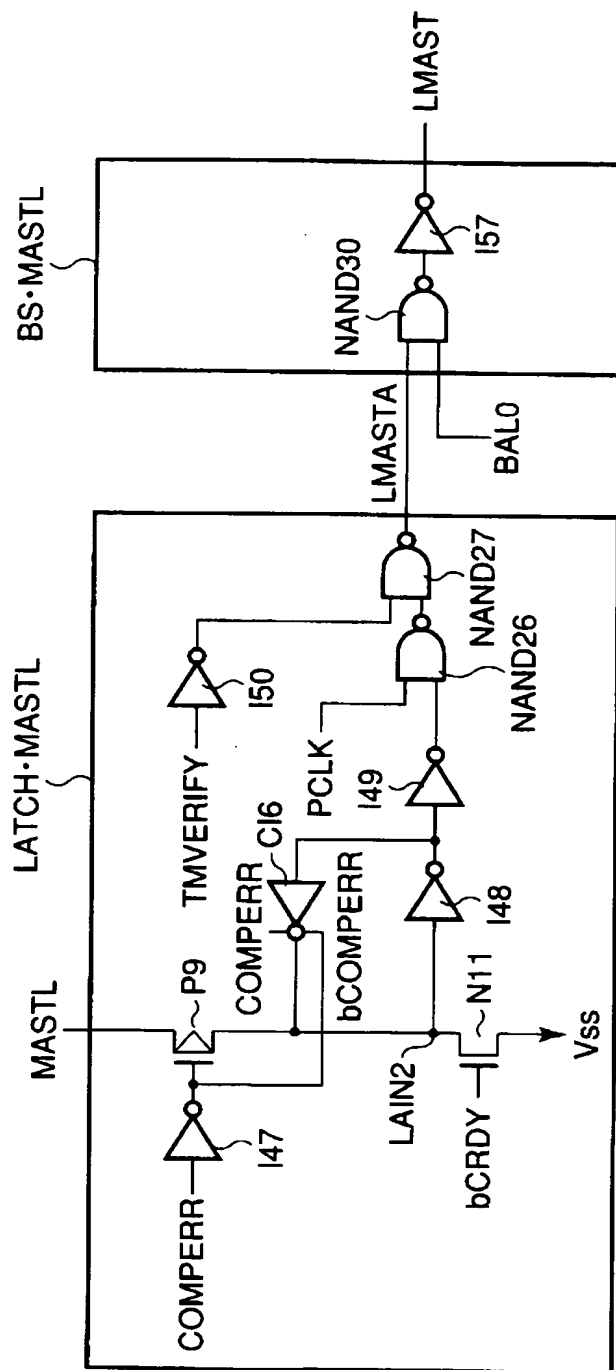 LATCH·MASTL
BS·MASTL
MASTL
TMVERIFY
P9
I50
COMPERR
I47
COMPERR
bCOMPERR
CI6
PCLK
LAIN2
I48
I49
NAND26
NAND27
bCRDY
N11
Vss
LMASTA
BAL0
NAND30
I57
LMAST